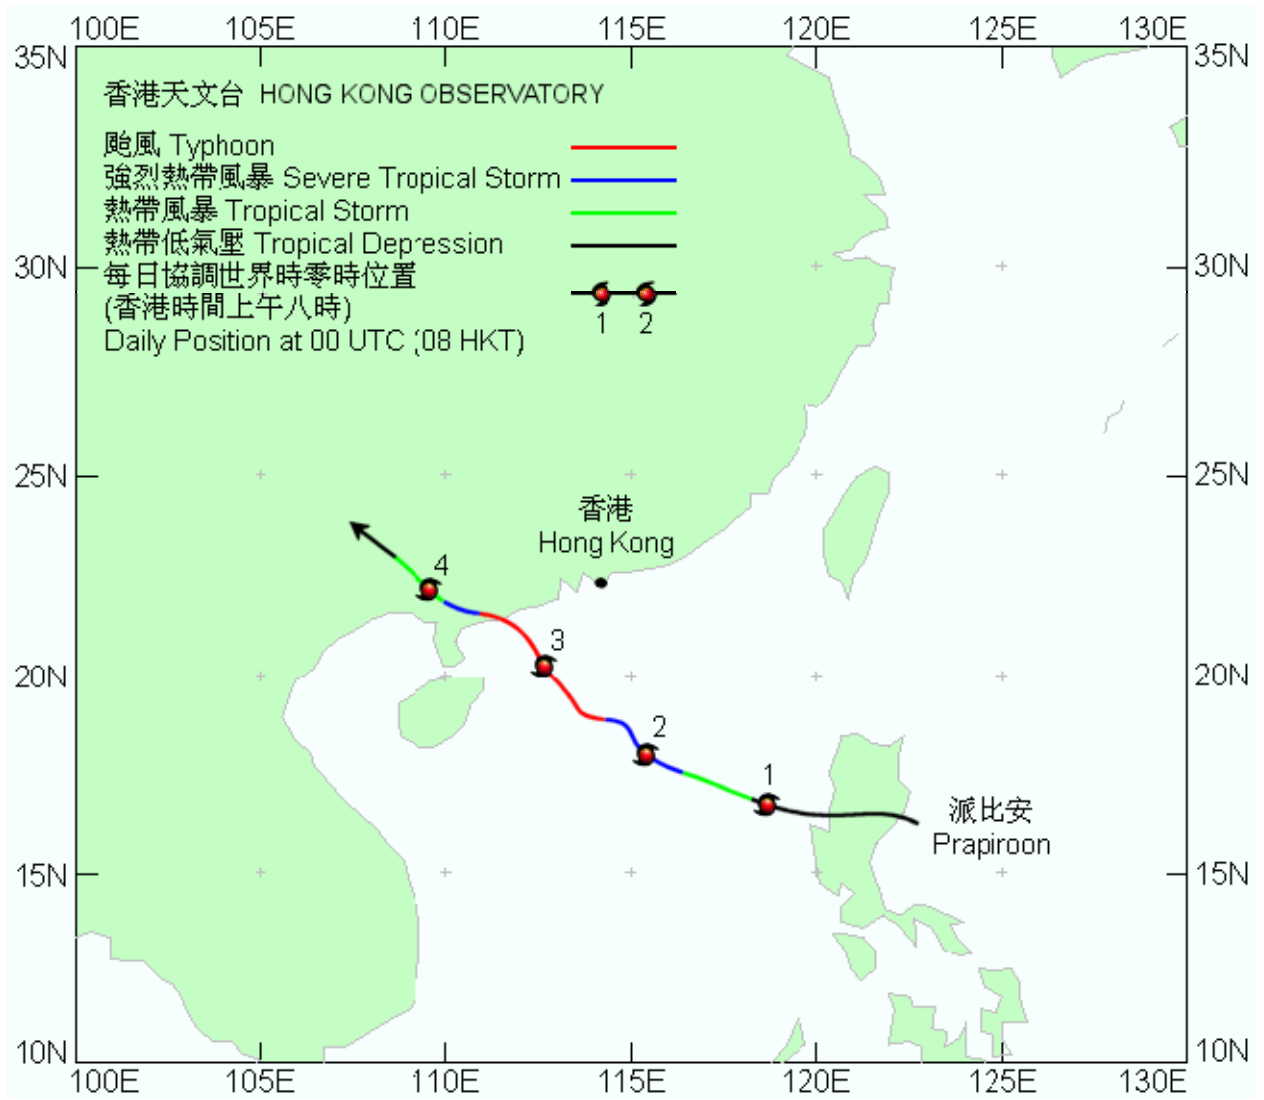 100E 105E 110E 115E 120E 125E 130E
35N 35N
香港天文台 HONG KONG OBSERVATORY
颱風 Typhoon
強烈熱帶風暴 Severe Tropical Storm
熱帶風暴 Tropical Storm
熱帶低氣壓 Tropical Depression
30N 30N
每日協調世界時零時位置
(香港時間上午八時)
1 2
Daily Position at 00 UTC (08 HKT)
25N 25N
香港
Hong Kong
4
3
20N 20N
2
1
派比安
Prapiroon
15N 15N
10N 10N
100E 105E 110E 115E 120E 125E 130E